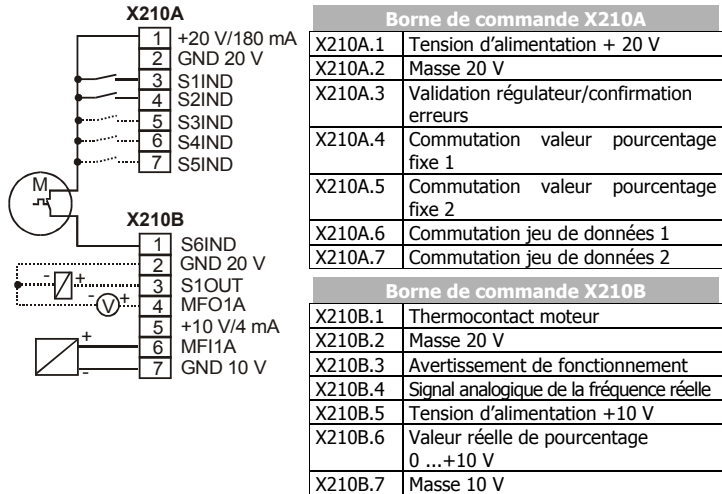 X210A
1 +20 V/180 mA
2 GND 20 V
3 S1IND
4 S2IND
5 S3IND
6 S4IND
7 S5IND
M
X210B
1 S6IND
2 GND 20 V
3 S1OUT
4 MFO1A
5 +10 V/4 mA
6 MFI1A
7 GND 10 V
- +
- V +
+
-
Borne de commande X210A
X210A.1 Tension d’alimentation + 20 V
X210A.2 Masse 20 V
X210A.3 Validation régulateur/confirmation
erreurs
X210A.4 Commutation valeur pourcentage
fixe 1
X210A.5 Commutation valeur pourcentage
fixe 2
X210A.6 Commutation jeu de données 1
X210A.7 Commutation jeu de données 2
Borne de commande X210B
X210B.1 Thermocontact moteur
X210B.2 Masse 20 V
X210B.3 Avertissement de fonctionnement
X210B.4 Signal analogique de la fréquence réelle
X210B.5 Tension d’alimentation +10 V
X210B.6 Valeur réelle de pourcentage
0 ...+10 V
X210B.7 Masse 10 V